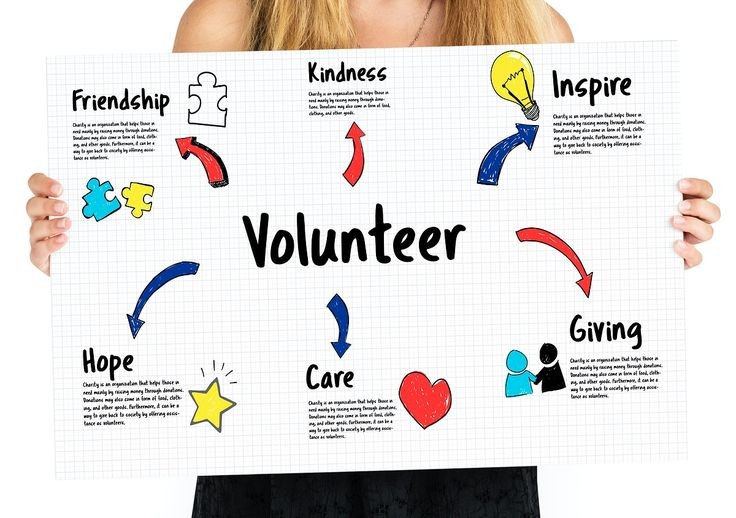 Friendship
Charity is an organization that helps those in
need mainly by raising money through donations.
Donations may also come in form of food, cloth-
ing, and other goods. Furthermore, it can be a
way to give back to society by offering assis-
tance as volunteers.
Kindness
Charity is an organization that helps those in
need mainly by raising money through dona-
tions. Donations may also come in form of food,
clothing, and other goods.
Inspire
Charity is an organization that helps those in
need mainly by raising money through donations.
Donations may also come in form of food, cloth-
ing, and other goods. Furthermore, it can be a
way to give back to society by offering assis-
tance as volunteers.
Volunteer
Hope
Charity is an organization that helps those in
need mainly by raising money through donations.
Donations may also come in form of food, cloth-
ing, and other goods. Furthermore, it can be a
way to give back to society by offering assis-
tance as volunteers.
Care
Charity is an organization that helps those in
need mainly by raising money through donations.
Donations may also come in form of food, cloth-
ing, and other goods. Furthermore, it can be a
way to give back to society by offering assis-
tance as volunteers.
Giving
Charity is an organization that helps those in
need mainly by raising money through donations.
Donations may also come in form of food, cloth-
ing, and other goods. Furthermore, it can be a
way to give back to society by offering assis-
tance as volunteers.